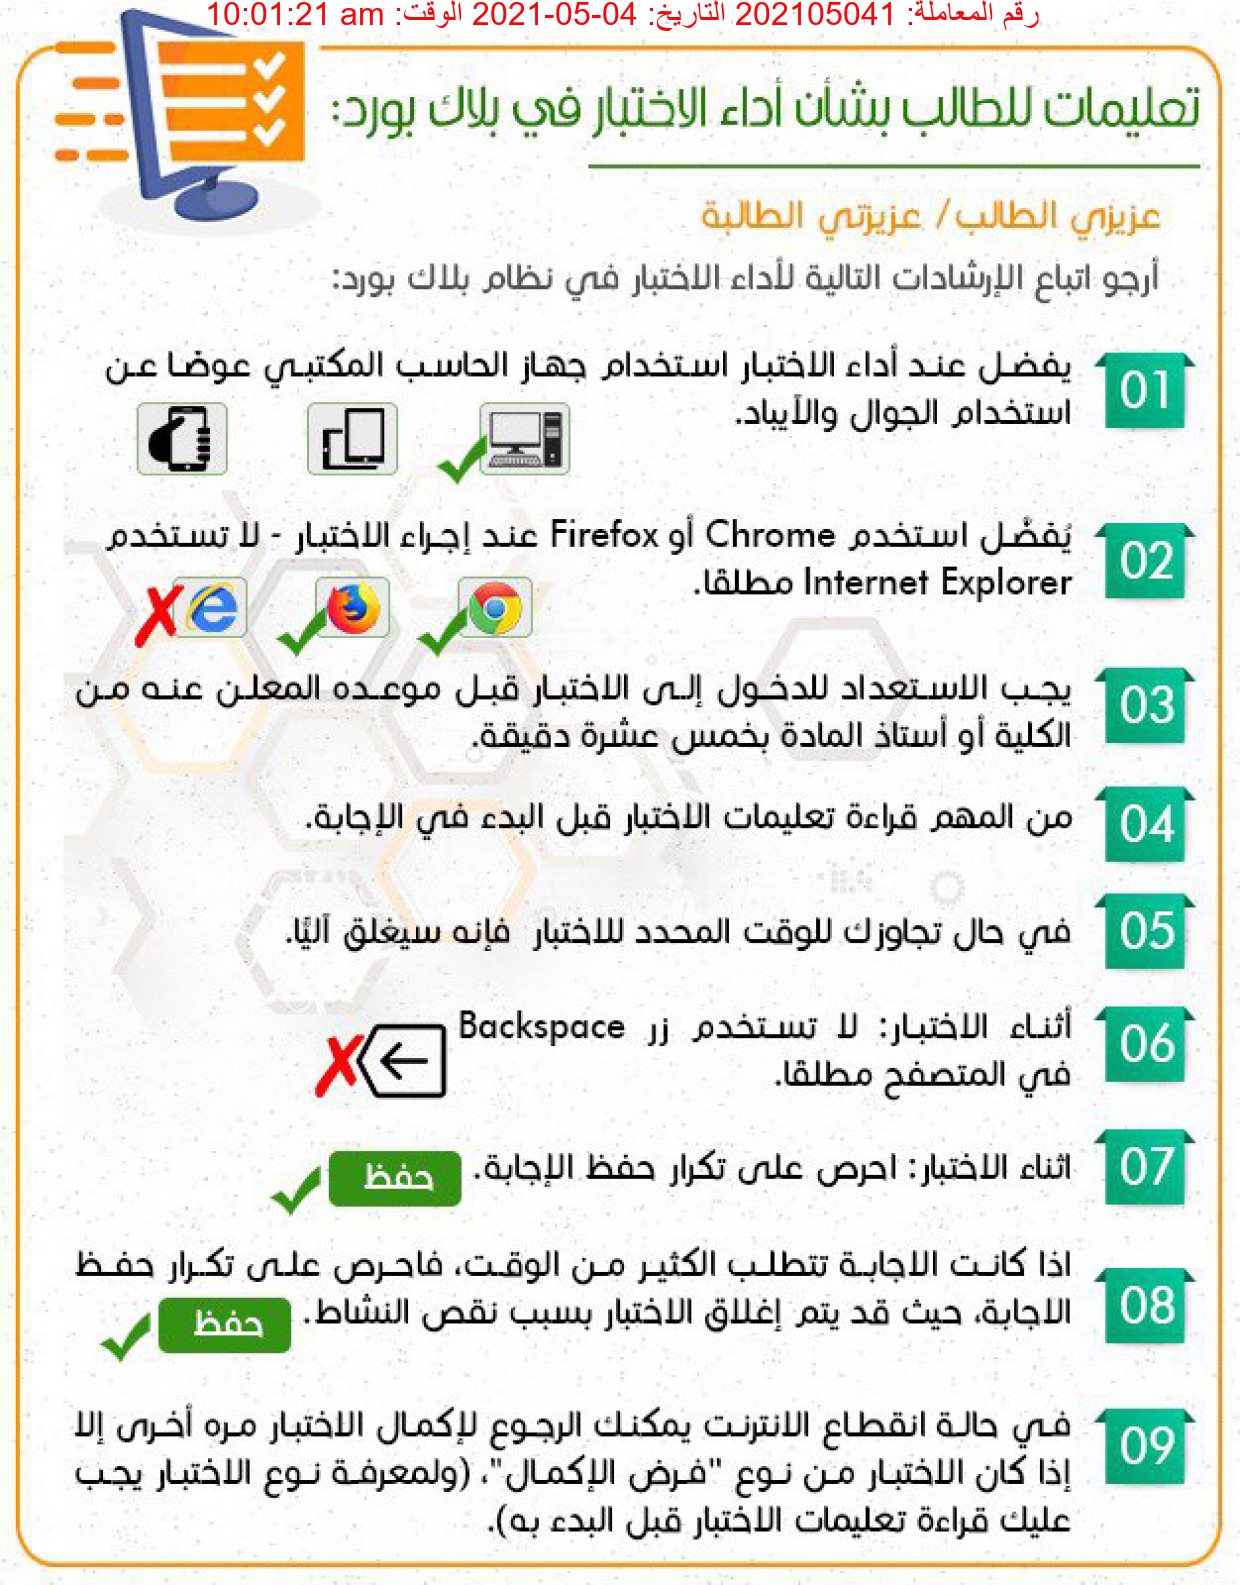 رقم المعاملة: 202105041 التاريخ: 04-05-2021 الوقت: 10:01:21 am
تعليمات للطالب بشأن أداء الاختبار في بلاك بورد:
عزيزي الطالب/ عزيزتي الطالبة
أرجو اتباع الإرشادات التالية لأداء الاختبار في نظام بلاك بورد:
01 يفضل عند أداء الاختبار استخدام جهاز الحاسب المكتبي عوضا عن
استخدام الجوال والآيباد.
02 يُفضَّل استخدم Chrome أو Firefox عند إجراء الاختبار - لا تستخدم
Internet Explorer مطلقًا.
03 يجب الاستعداد للدخول إلى الاختبار قبل موعده المعلن عنه من
الكلية أو أستاذ المادة بخمس عشرة دقيقة.
04 من المهم قراءة تعليمات الاختبار قبل البدء في الإجابة.
05 في حال تجاوزك للوقت المحدد للاختبار فإنه سيغلق آليًّا.
06 أثناء الاختبار: لا تستخدم زر Backspace
في المتصفح مطلقًا.
07 اثناء الاختبار: احرص على تكرار حفظ الإجابة. حفظ
08 اذا كانت الاجابة تتطلب الكثير من الوقت، فاحرص على تكرار حفظ
الاجابة، حيث قد يتم إغلاق الاختبار بسبب نقص النشاط. حفظ
09 في حالة انقطاع الانترنت يمكنك الرجوع لإكمال الاختبار مره أخرى إلا
إذا كان الاختبار من نوع "فرض الإكمال"، (ولمعرفة نوع الاختبار يجب
عليك قراءة تعليمات الاختبار قبل البدء به).